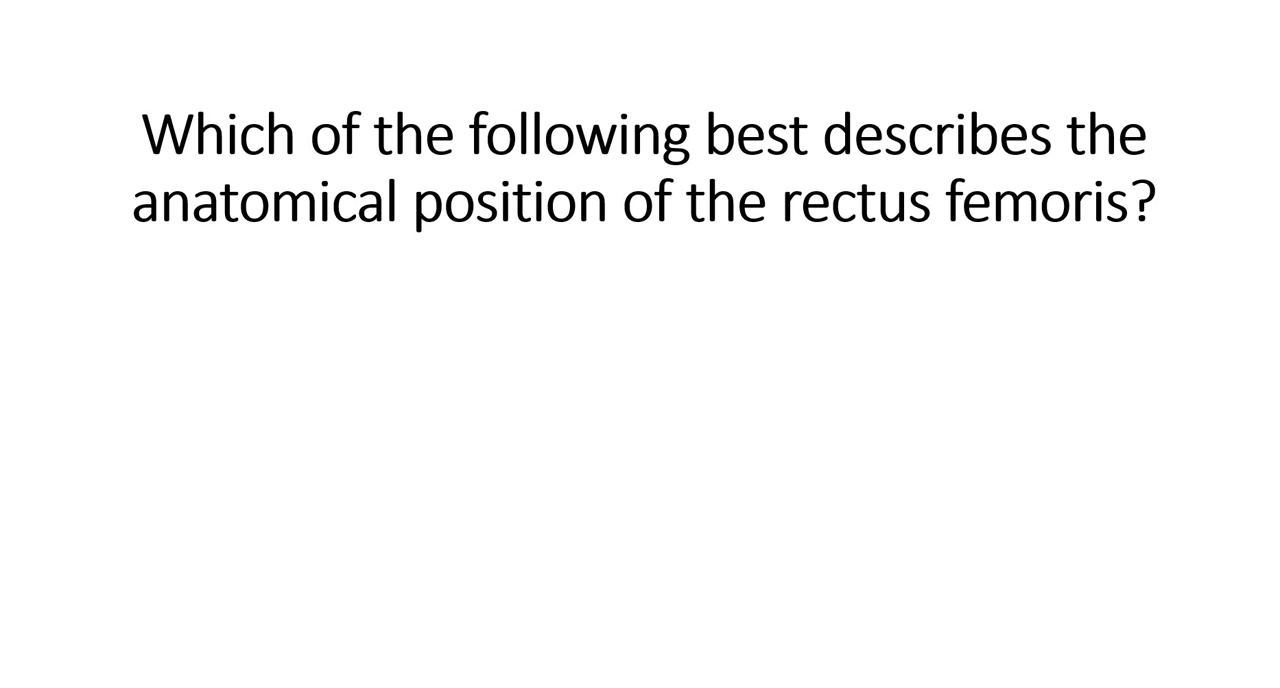 Which of the following best describes the
anatomical position of the rectus femoris?